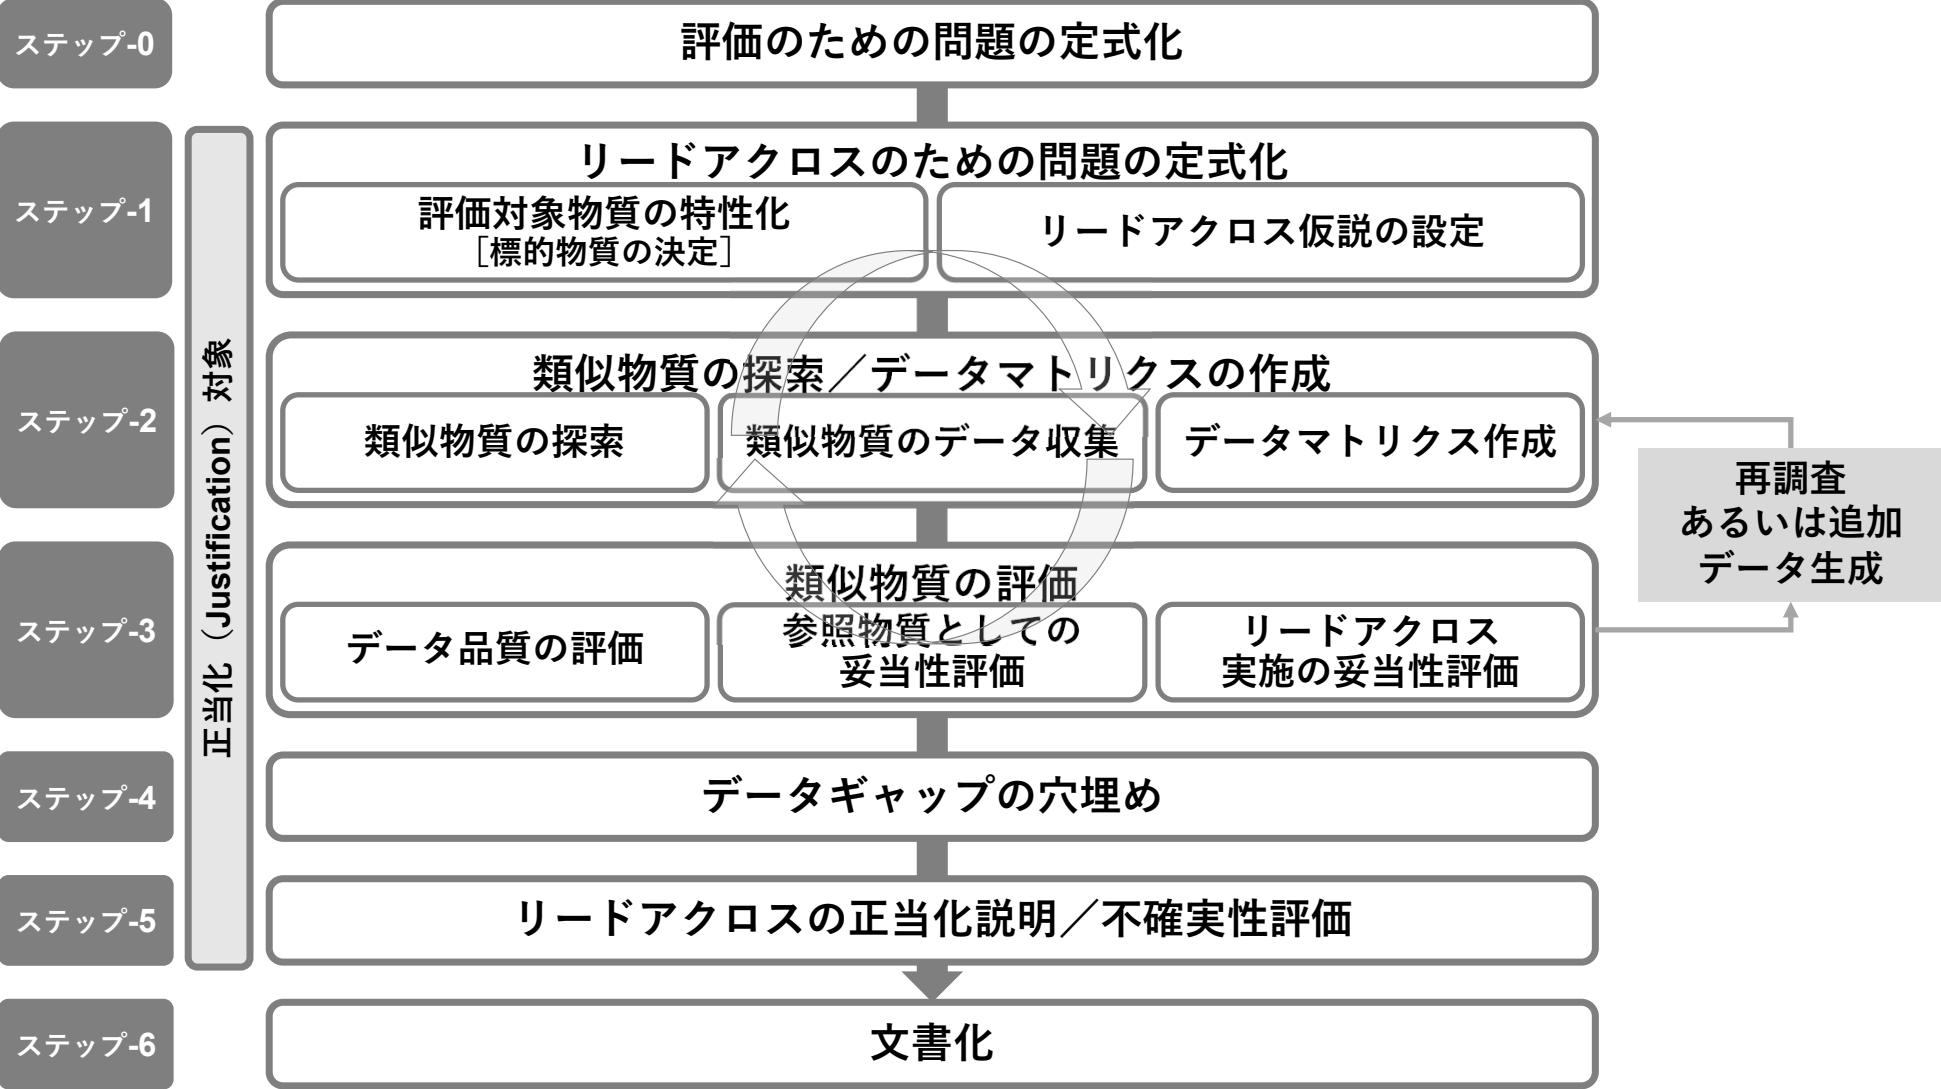 ステップ-0
評価のための問題の定式化
ステップ-1
リードアクロスのための問題の定式化
評価対象物質の特性化
[標的物質の決定]
リードアクロス仮説の設定
正当化（Justification）対象
ステップ-2
類似物質の探索／データマトリクスの作成
類似物質の探索
類似物質のデータ収集
データマトリクス作成
再調査
あるいは追加
データ生成
ステップ-3
類似物質の評価
データ品質の評価
参照物質としての
妥当性評価
リードアクロス
実施の妥当性評価
ステップ-4
データギャップの穴埋め
ステップ-5
リードアクロスの正当化説明／不確実性評価
ステップ-6
文書化